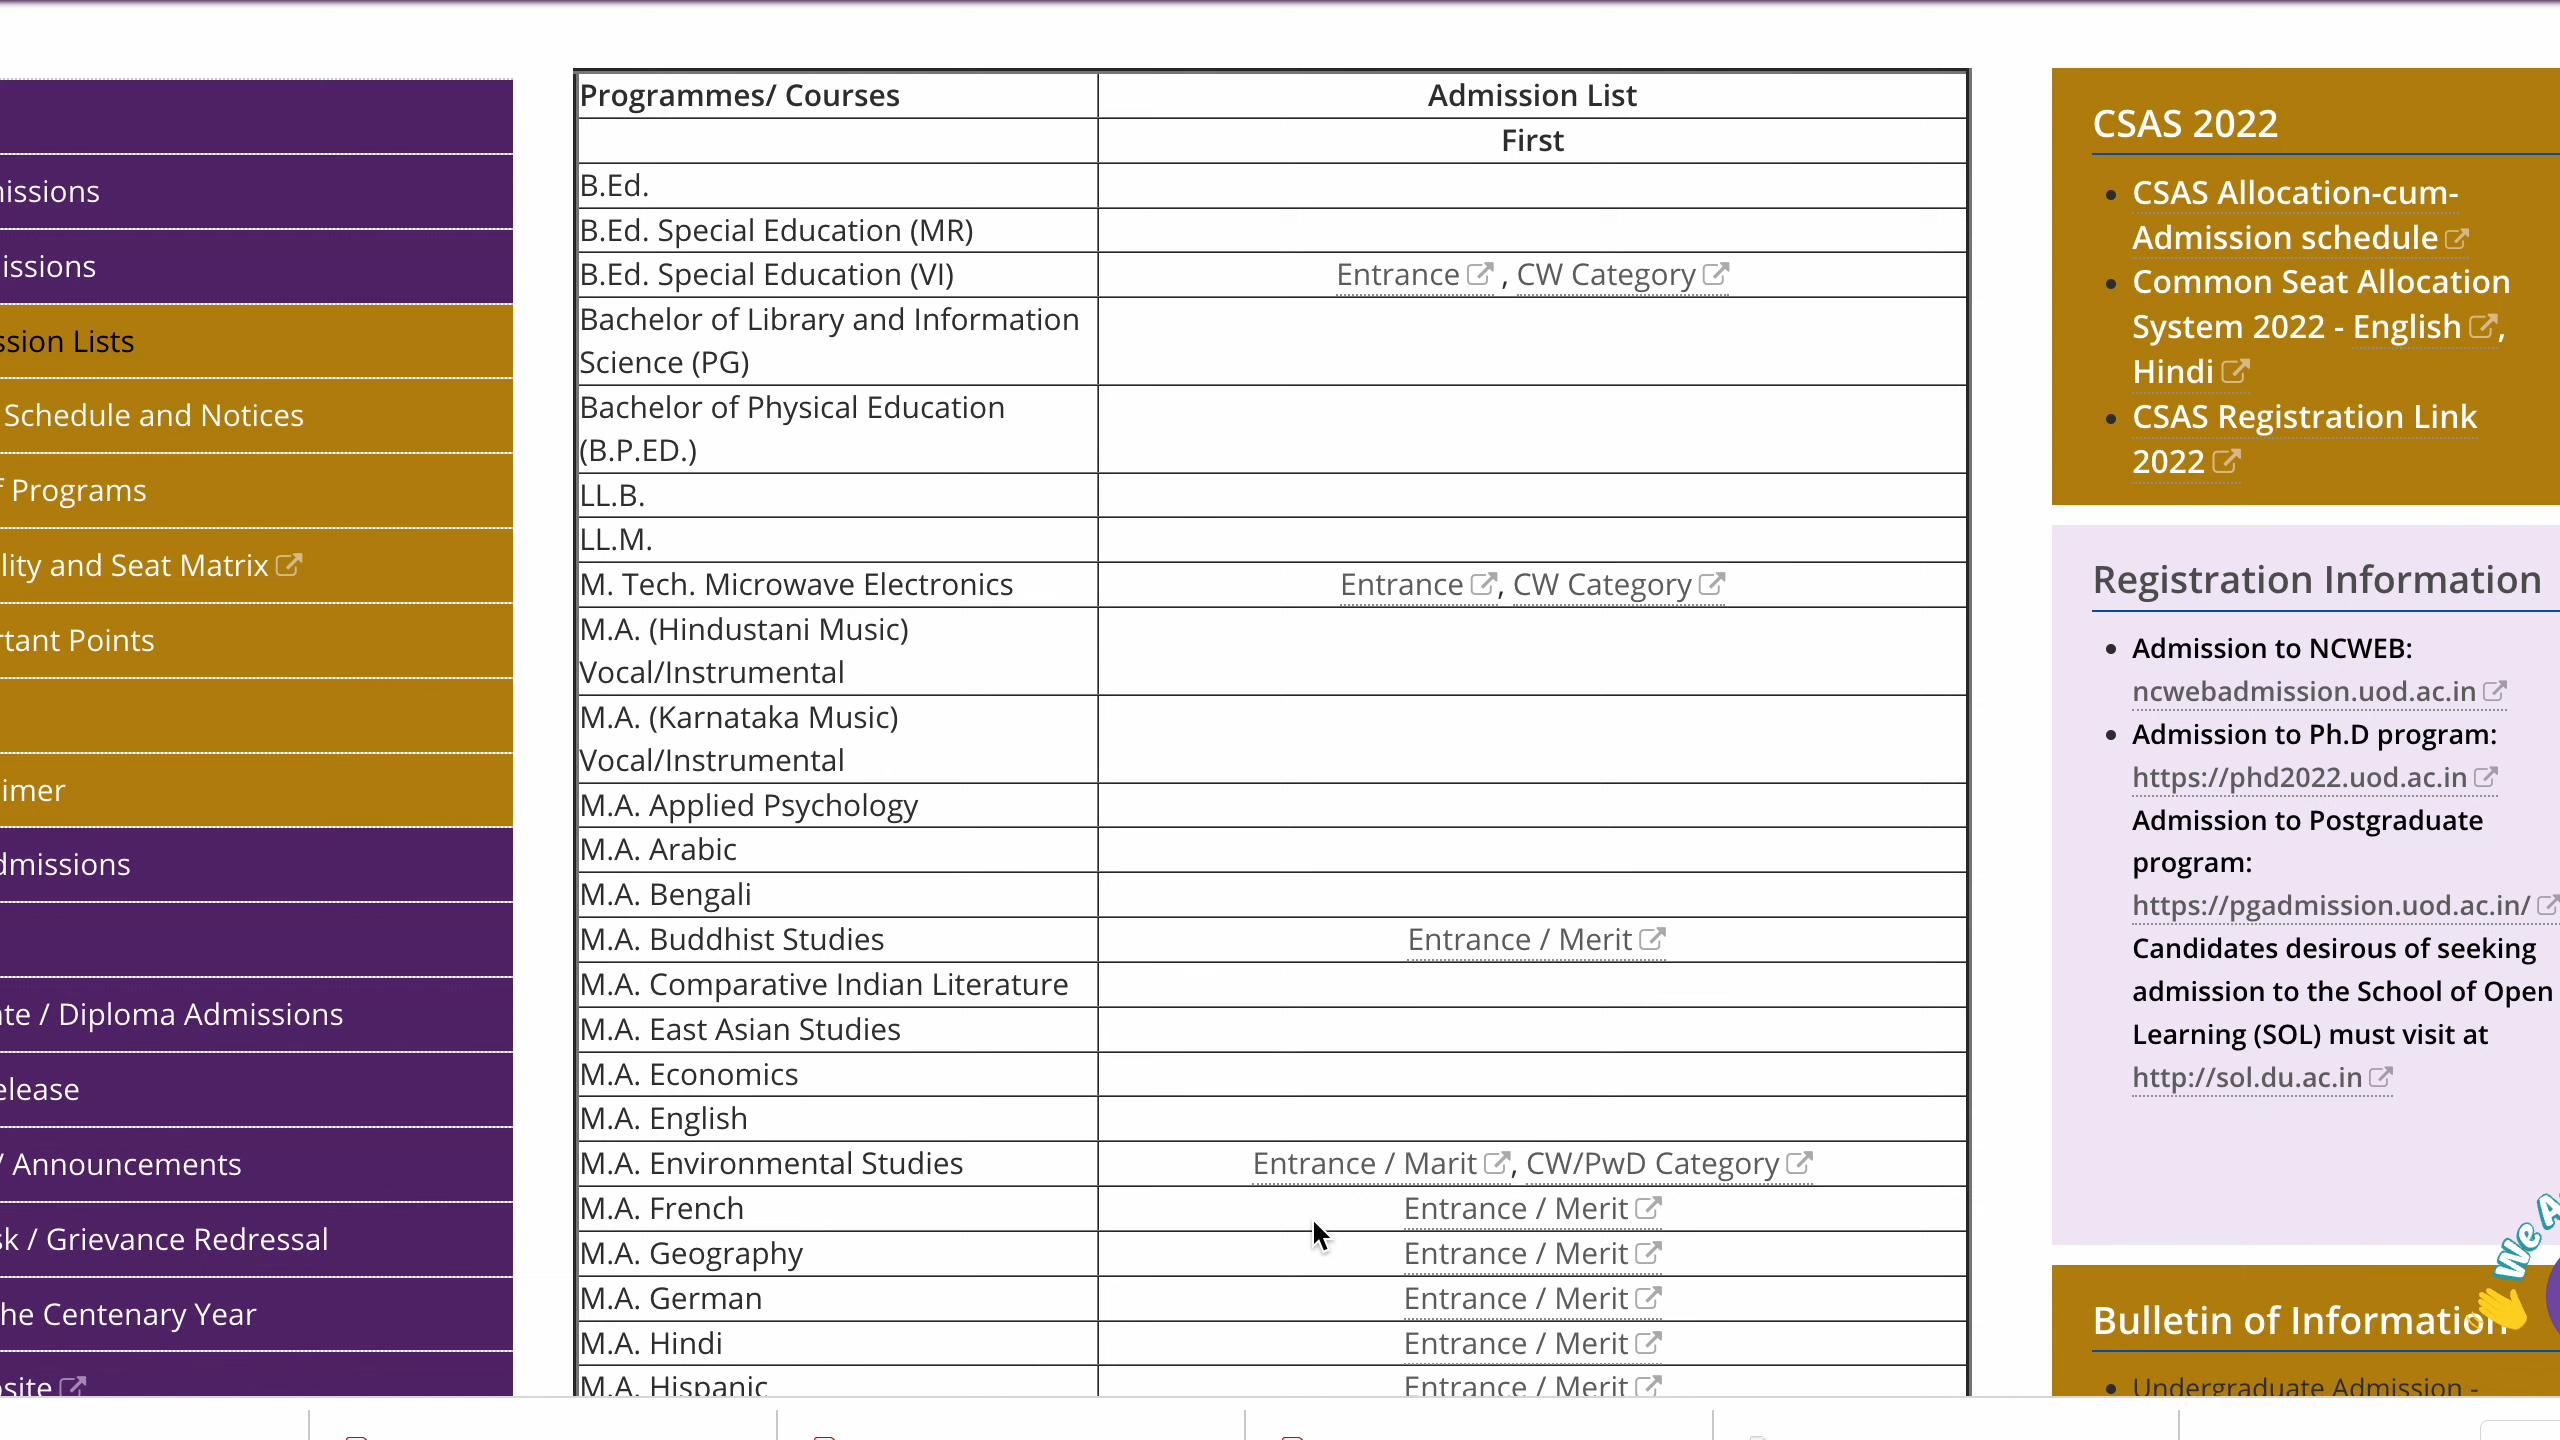 missions
issions
ssion Lists
Schedule and Notices
f Programs
lity and Seat Matrix
rtant Points
imer
dmissions
ate / Diploma Admissions
elease
/ Announcements
sk / Grievance Redressal
he Centenary Year
osite
Programmes/ Courses Admission List
First
B.Ed.
B.Ed. Special Education (MR)
B.Ed. Special Education (VI) Entrance , CW Category
Bachelor of Library and Information
Science (PG)
Bachelor of Physical Education
(B.P.ED.)
LL.B.
LL.M.
M. Tech. Microwave Electronics Entrance , CW Category
M.A. (Hindustani Music)
Vocal/Instrumental
M.A. (Karnataka Music)
Vocal/Instrumental
M.A. Applied Psychology
M.A. Arabic
M.A. Bengali
M.A. Buddhist Studies Entrance / Merit
M.A. Comparative Indian Literature
M.A. East Asian Studies
M.A. Economics
M.A. English
M.A. Environmental Studies Entrance / Marit , CW/PwD Category
M.A. French Entrance / Merit
M.A. Geography Entrance / Merit
M.A. German Entrance / Merit
M.A. Hindi Entrance / Merit
M.A. Hispanic Entrance / Merit
CSAS 2022
• CSAS Allocation-cum-
Admission schedule
• Common Seat Allocation
System 2022 - English ,
Hindi
• CSAS Registration Link
2022
Registration Information
• Admission to NCWEB:
ncwebadmission.uod.ac.in
• Admission to Ph.D program:
https://phd2022.uod.ac.in
Admission to Postgraduate
program:
https://pgadmission.uod.ac.in/
Candidates desirous of seeking
admission to the School of Open
Learning (SOL) must visit at
http://sol.du.ac.in
We A
Bulletin of Information
• Undergraduate Admission -